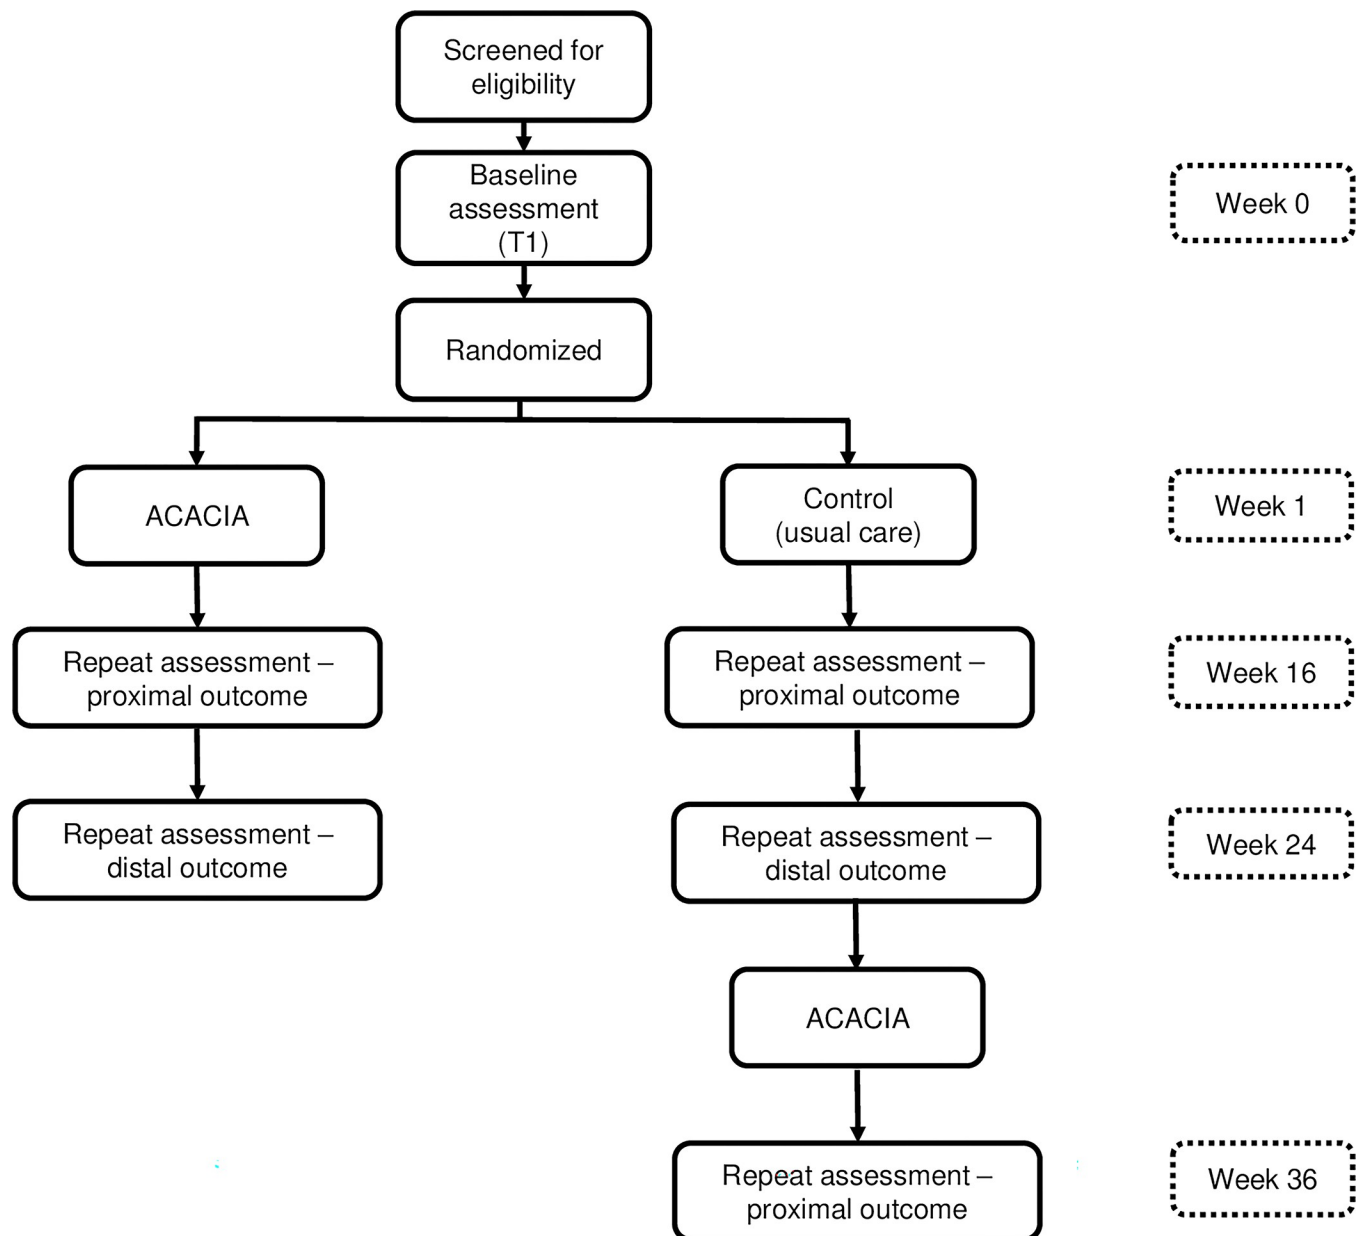 Screened for
eligibility
Baseline
assessment
(T1)
Week 0
Randomized
ACACIA
Control
(usual care)
Week 1
Repeat assessment –
proximal outcome
Repeat assessment –
proximal outcome
Week 16
Repeat assessment –
distal outcome
Repeat assessment –
distal outcome
Week 24
ACACIA
Repeat assessment –
proximal outcome
Week 36